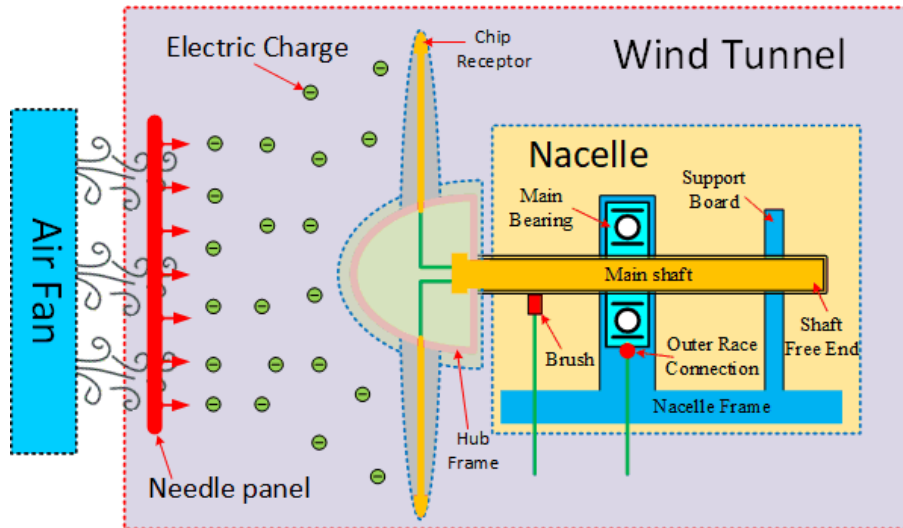 Electric Charge
Chip
Receptor
Wind Tunnel
Air Fan
Nacelle
Main
Bearing
Support
Board
Main shaft
Brush
Outer Race
Connection
Shaft
Free End
Nacelle Frame
Hub
Frame
Needle panel